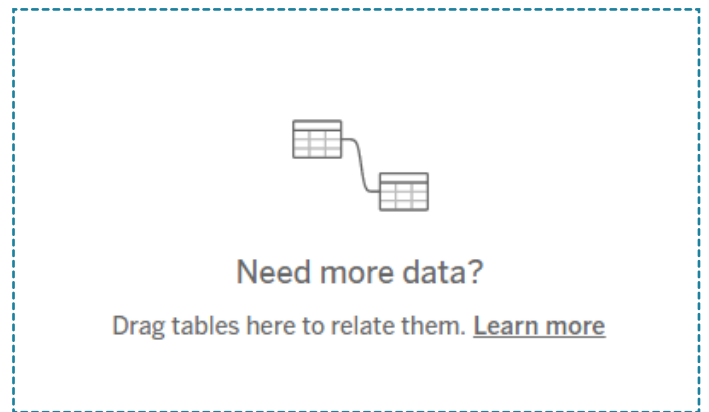 Need more data?
Drag tables here to relate them. Learn more